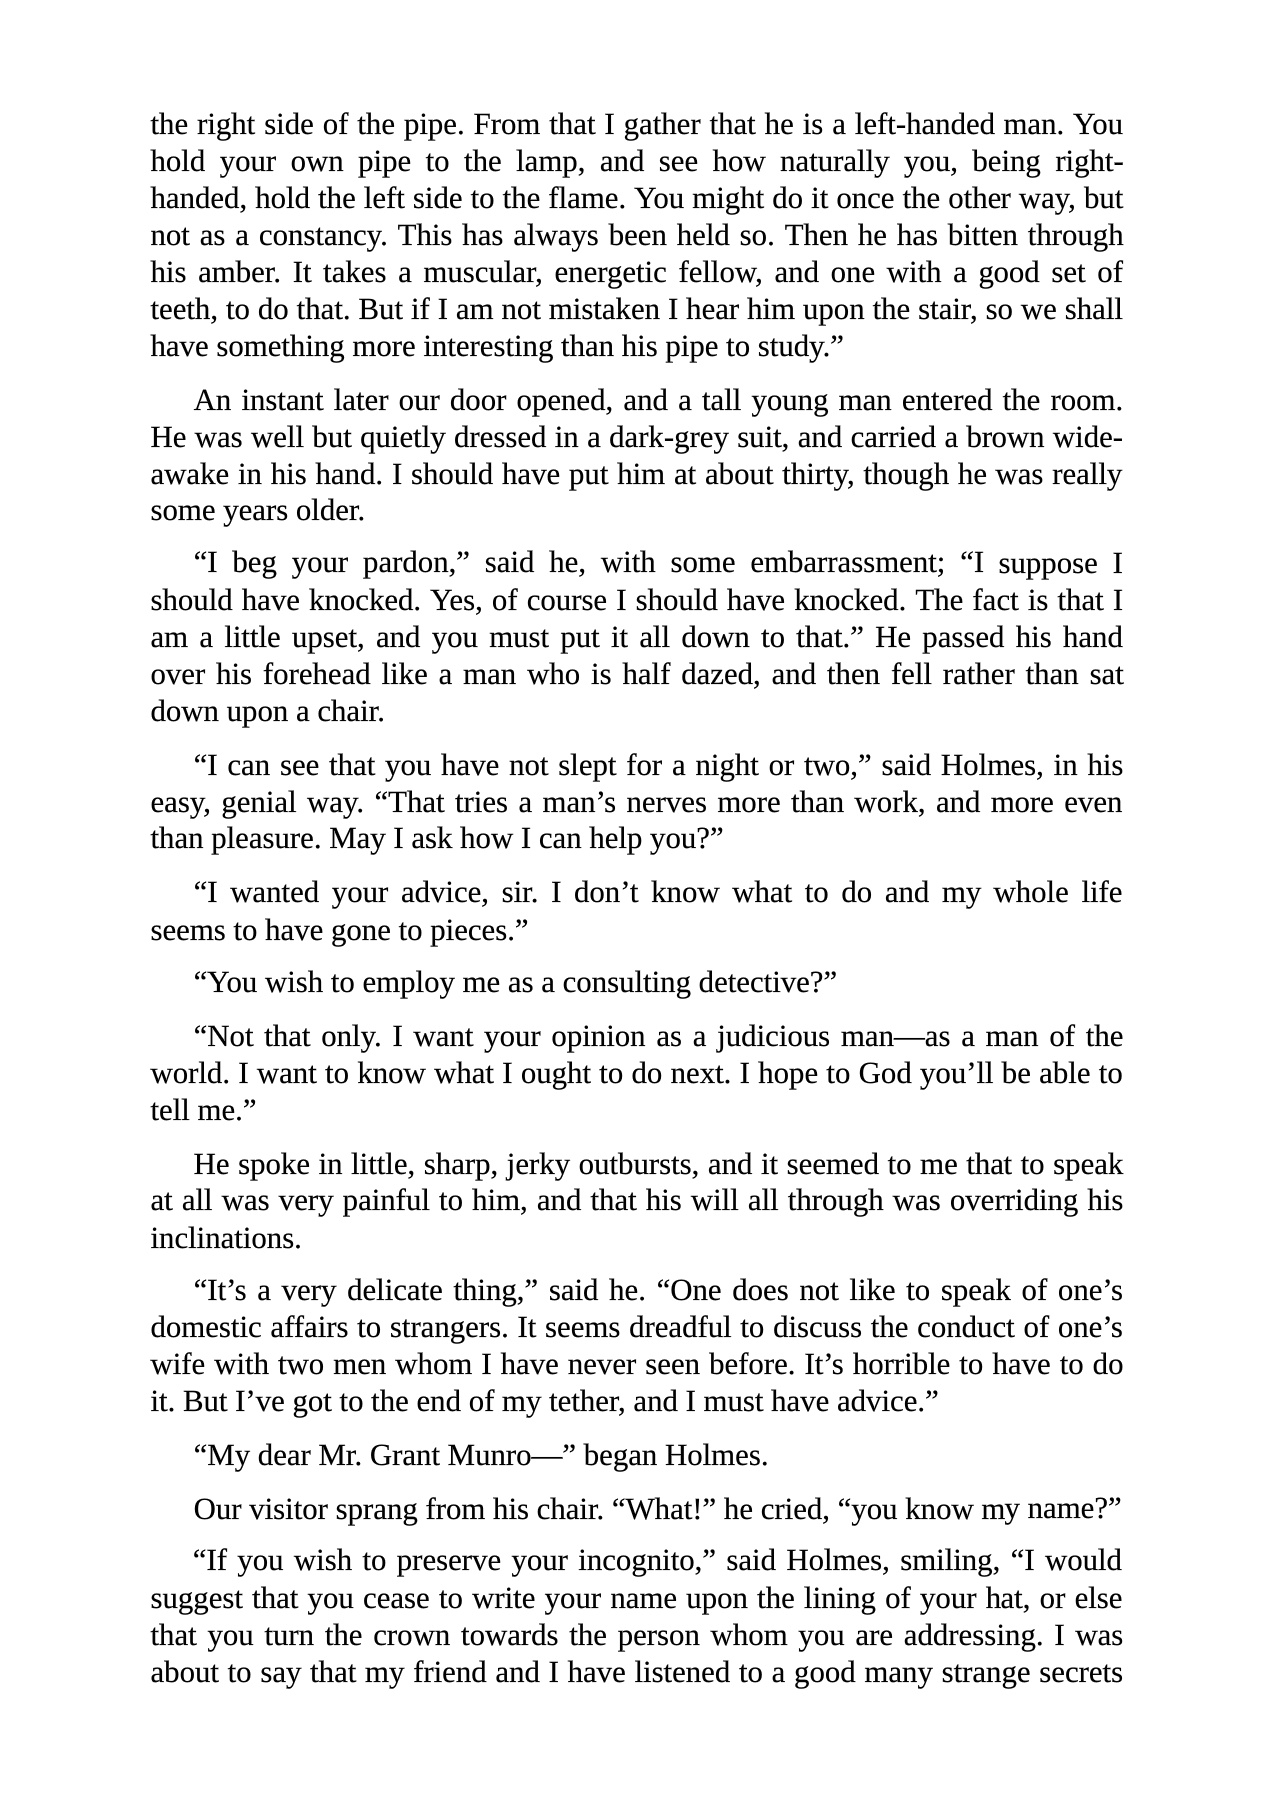 the right side of the pipe. From that I gather that he is a left-handed man. You
hold your own pipe to the lamp, and see how naturally you, being right-
handed, hold the left side to the flame. You might do it once the other way, but
not as a constancy. This has always been held so. Then he has bitten through
his amber. It takes a muscular, energetic fellow, and one with a good set of
teeth, to do that. But if I am not mistaken I hear him upon the stair, so we shall
have something more interesting than his pipe to study.”
An instant later our door opened, and a tall young man entered the room.
He was well but quietly dressed in a dark-grey suit, and carried a brown wide-
awake in his hand. I should have put him at about thirty, though he was really
some years older.
“I beg your pardon,” said he, with some embarrassment; “I suppose I
should have knocked. Yes, of course I should have knocked. The fact is that I
am a little upset, and you must put it all down to that.” He passed his hand
over his forehead like a man who is half dazed, and then fell rather than sat
down upon a chair.
“I can see that you have not slept for a night or two,” said Holmes, in his
easy, genial way. “That tries a man’s nerves more than work, and more even
than pleasure. May I ask how I can help you?”
“I wanted your advice, sir. I don’t know what to do and my whole life
seems to have gone to pieces.”
“You wish to employ me as a consulting detective?”
“Not that only. I want your opinion as a judicious man—as a man of the
world. I want to know what I ought to do next. I hope to God you’ll be able to
tell me.”
He spoke in little, sharp, jerky outbursts, and it seemed to me that to speak
at all was very painful to him, and that his will all through was overriding his
inclinations.
“It’s a very delicate thing,” said he. “One does not like to speak of one’s
domestic affairs to strangers. It seems dreadful to discuss the conduct of one’s
wife with two men whom I have never seen before. It’s horrible to have to do
it. But I’ve got to the end of my tether, and I must have advice.”
“My dear Mr. Grant Munro—” began Holmes.
Our visitor sprang from his chair. “What!” he cried, “you know my name?”
“If you wish to preserve your incognito,” said Holmes, smiling, “I would
suggest that you cease to write your name upon the lining of your hat, or else
that you turn the crown towards the person whom you are addressing. I was
about to say that my friend and I have listened to a good many strange secrets